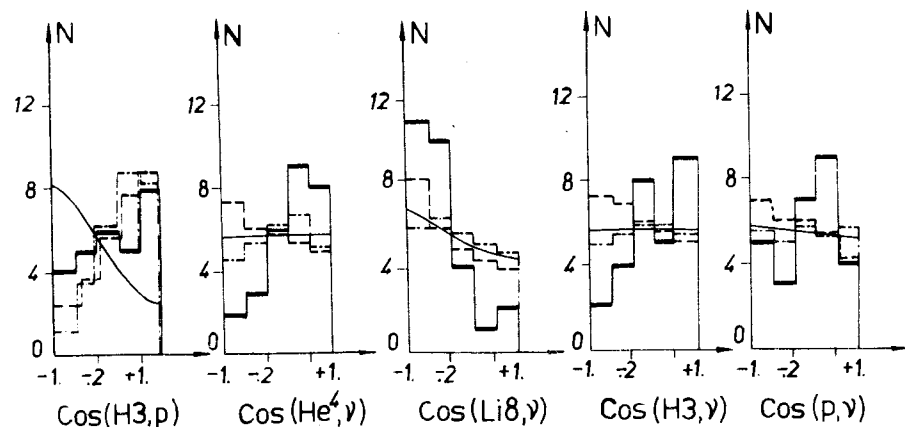 N N N N N
12 12 12 12 12
8 8 8 8 8
4 4 4 4 4
0 0 0 0 0
-1. -.2 +1. -1. -.2 +1. -1. -.2 +1. -1. -.2 +1. -1. -.2 +1.
Cos(H3,p) Cos(He⁴,ν) Cos(Li8,ν) Cos(H3,ν) Cos(p,ν)